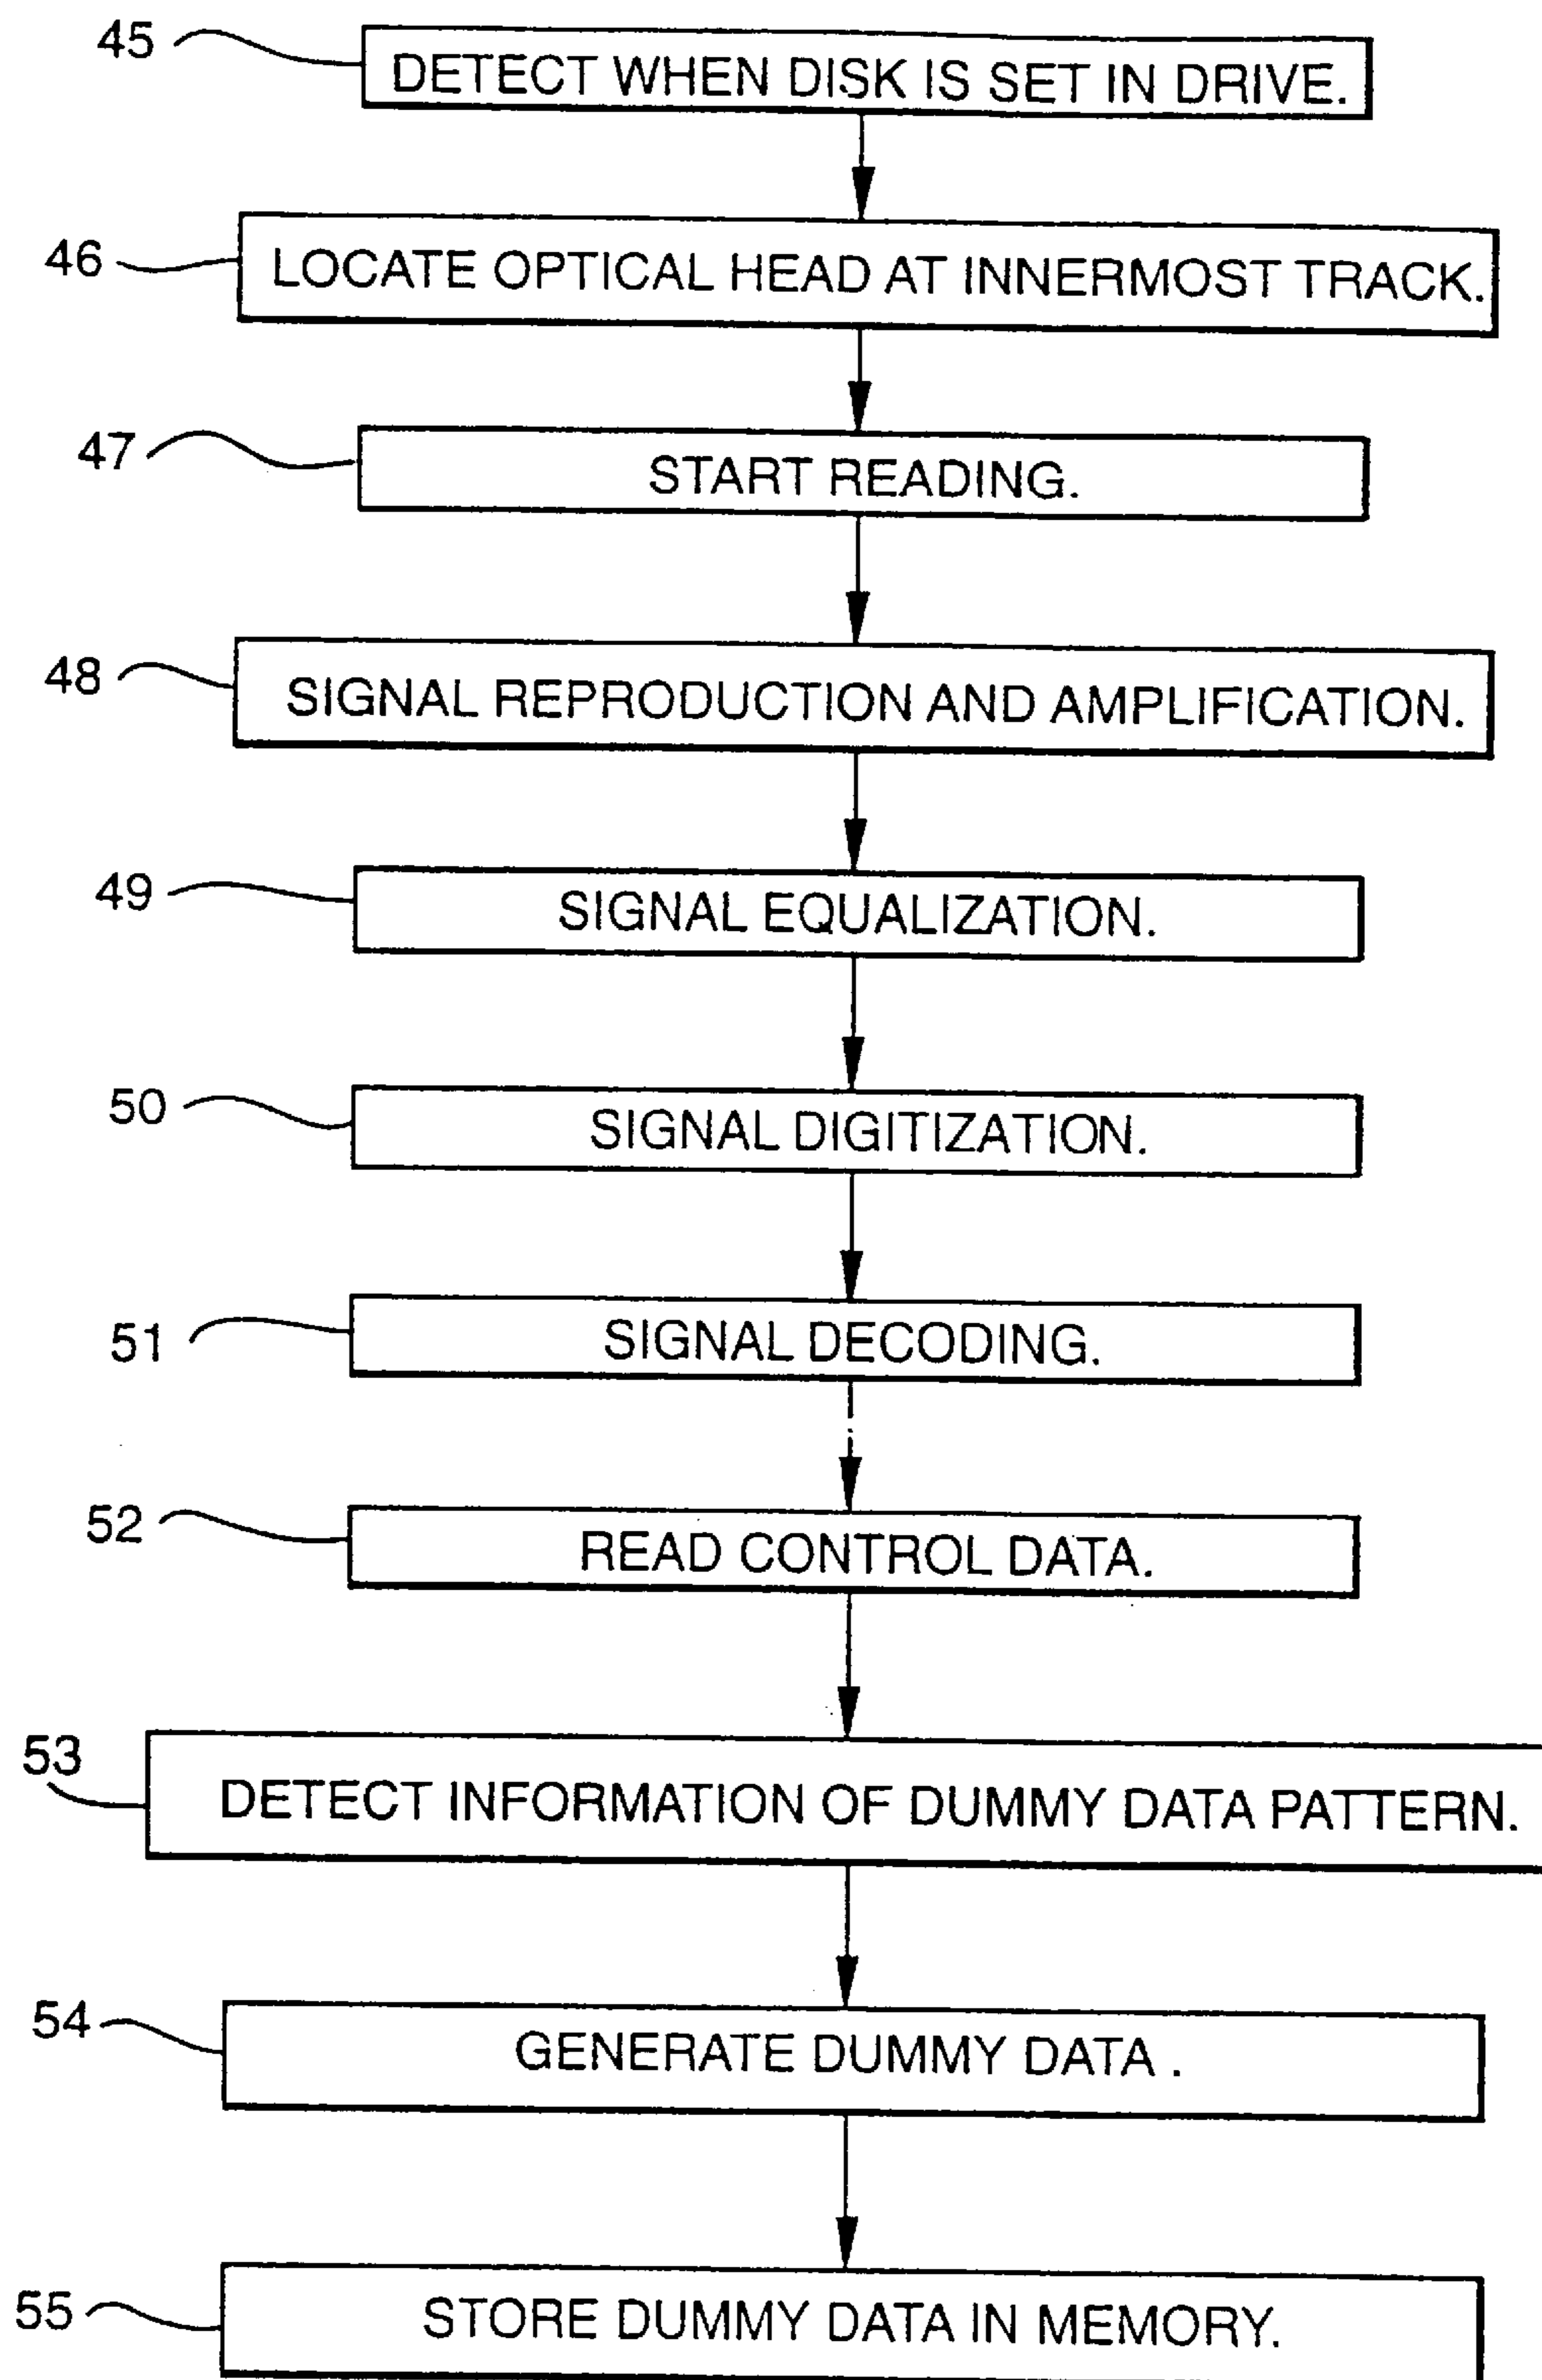 45 DETECT WHEN DISK IS SET IN DRIVE.
46 LOCATE OPTICAL HEAD AT INNERMOST TRACK.
47 START READING.
48 SIGNAL REPRODUCTION AND AMPLIFICATION.
49 SIGNAL EQUALIZATION.
50 SIGNAL DIGITIZATION.
51 SIGNAL DECODING.
52 READ CONTROL DATA.
53 DETECT INFORMATION OF DUMMY DATA PATTERN.
54 GENERATE DUMMY DATA .
55 STORE DUMMY DATA IN MEMORY.